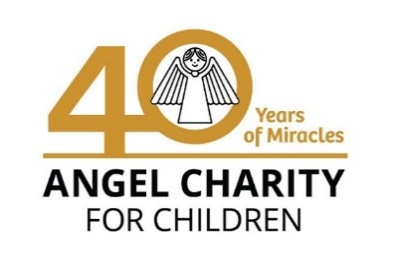 40
Years
of Miracles
ANGEL CHARITY
FOR CHILDREN